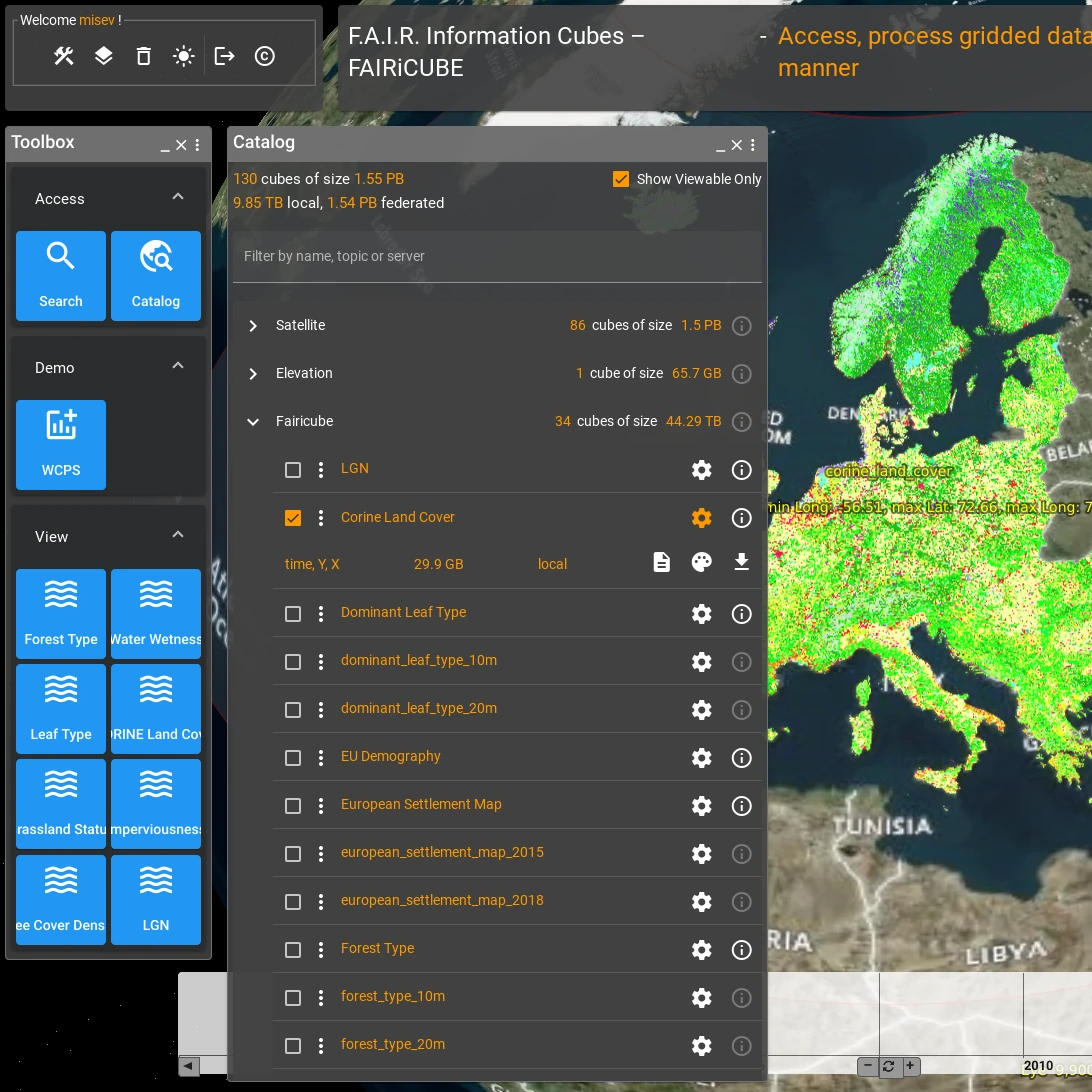 Welcome misev !
F.A.I.R. Information Cubes –
FAIRiCUBE
- Access, process gridded data
manner
Toolbox
Access
Search
Catalog
Demo
WCPS
View
Forest Type
Water Wetness
Leaf Type
ORINE Land Cov
rassland Statu
mperviousness
ee Cover Dens
LGN
Catalog
130 cubes of size 1.55 PB
Show Viewable Only
9.85 TB local, 1.54 PB federated
Filter by name, topic or server
Satellite 86 cubes of size 1.5 PB
Elevation 1 cube of size 65.7 GB
Fairicube 34 cubes of size 44.29 TB
LGN
Corine Land Cover
time, Y, X 29.9 GB local
Dominant Leaf Type
dominant_leaf_type_10m
dominant_leaf_type_20m
EU Demography
European Settlement Map
european_settlement_map_2015
european_settlement_map_2018
Forest Type
forest_type_10m
forest_type_20m
DENMARK
BELA
corine_land_cover
min Long: -56.51, max Lat: 72.66, max Long: 7
TUNISIA
RIA
LIBYA
2010